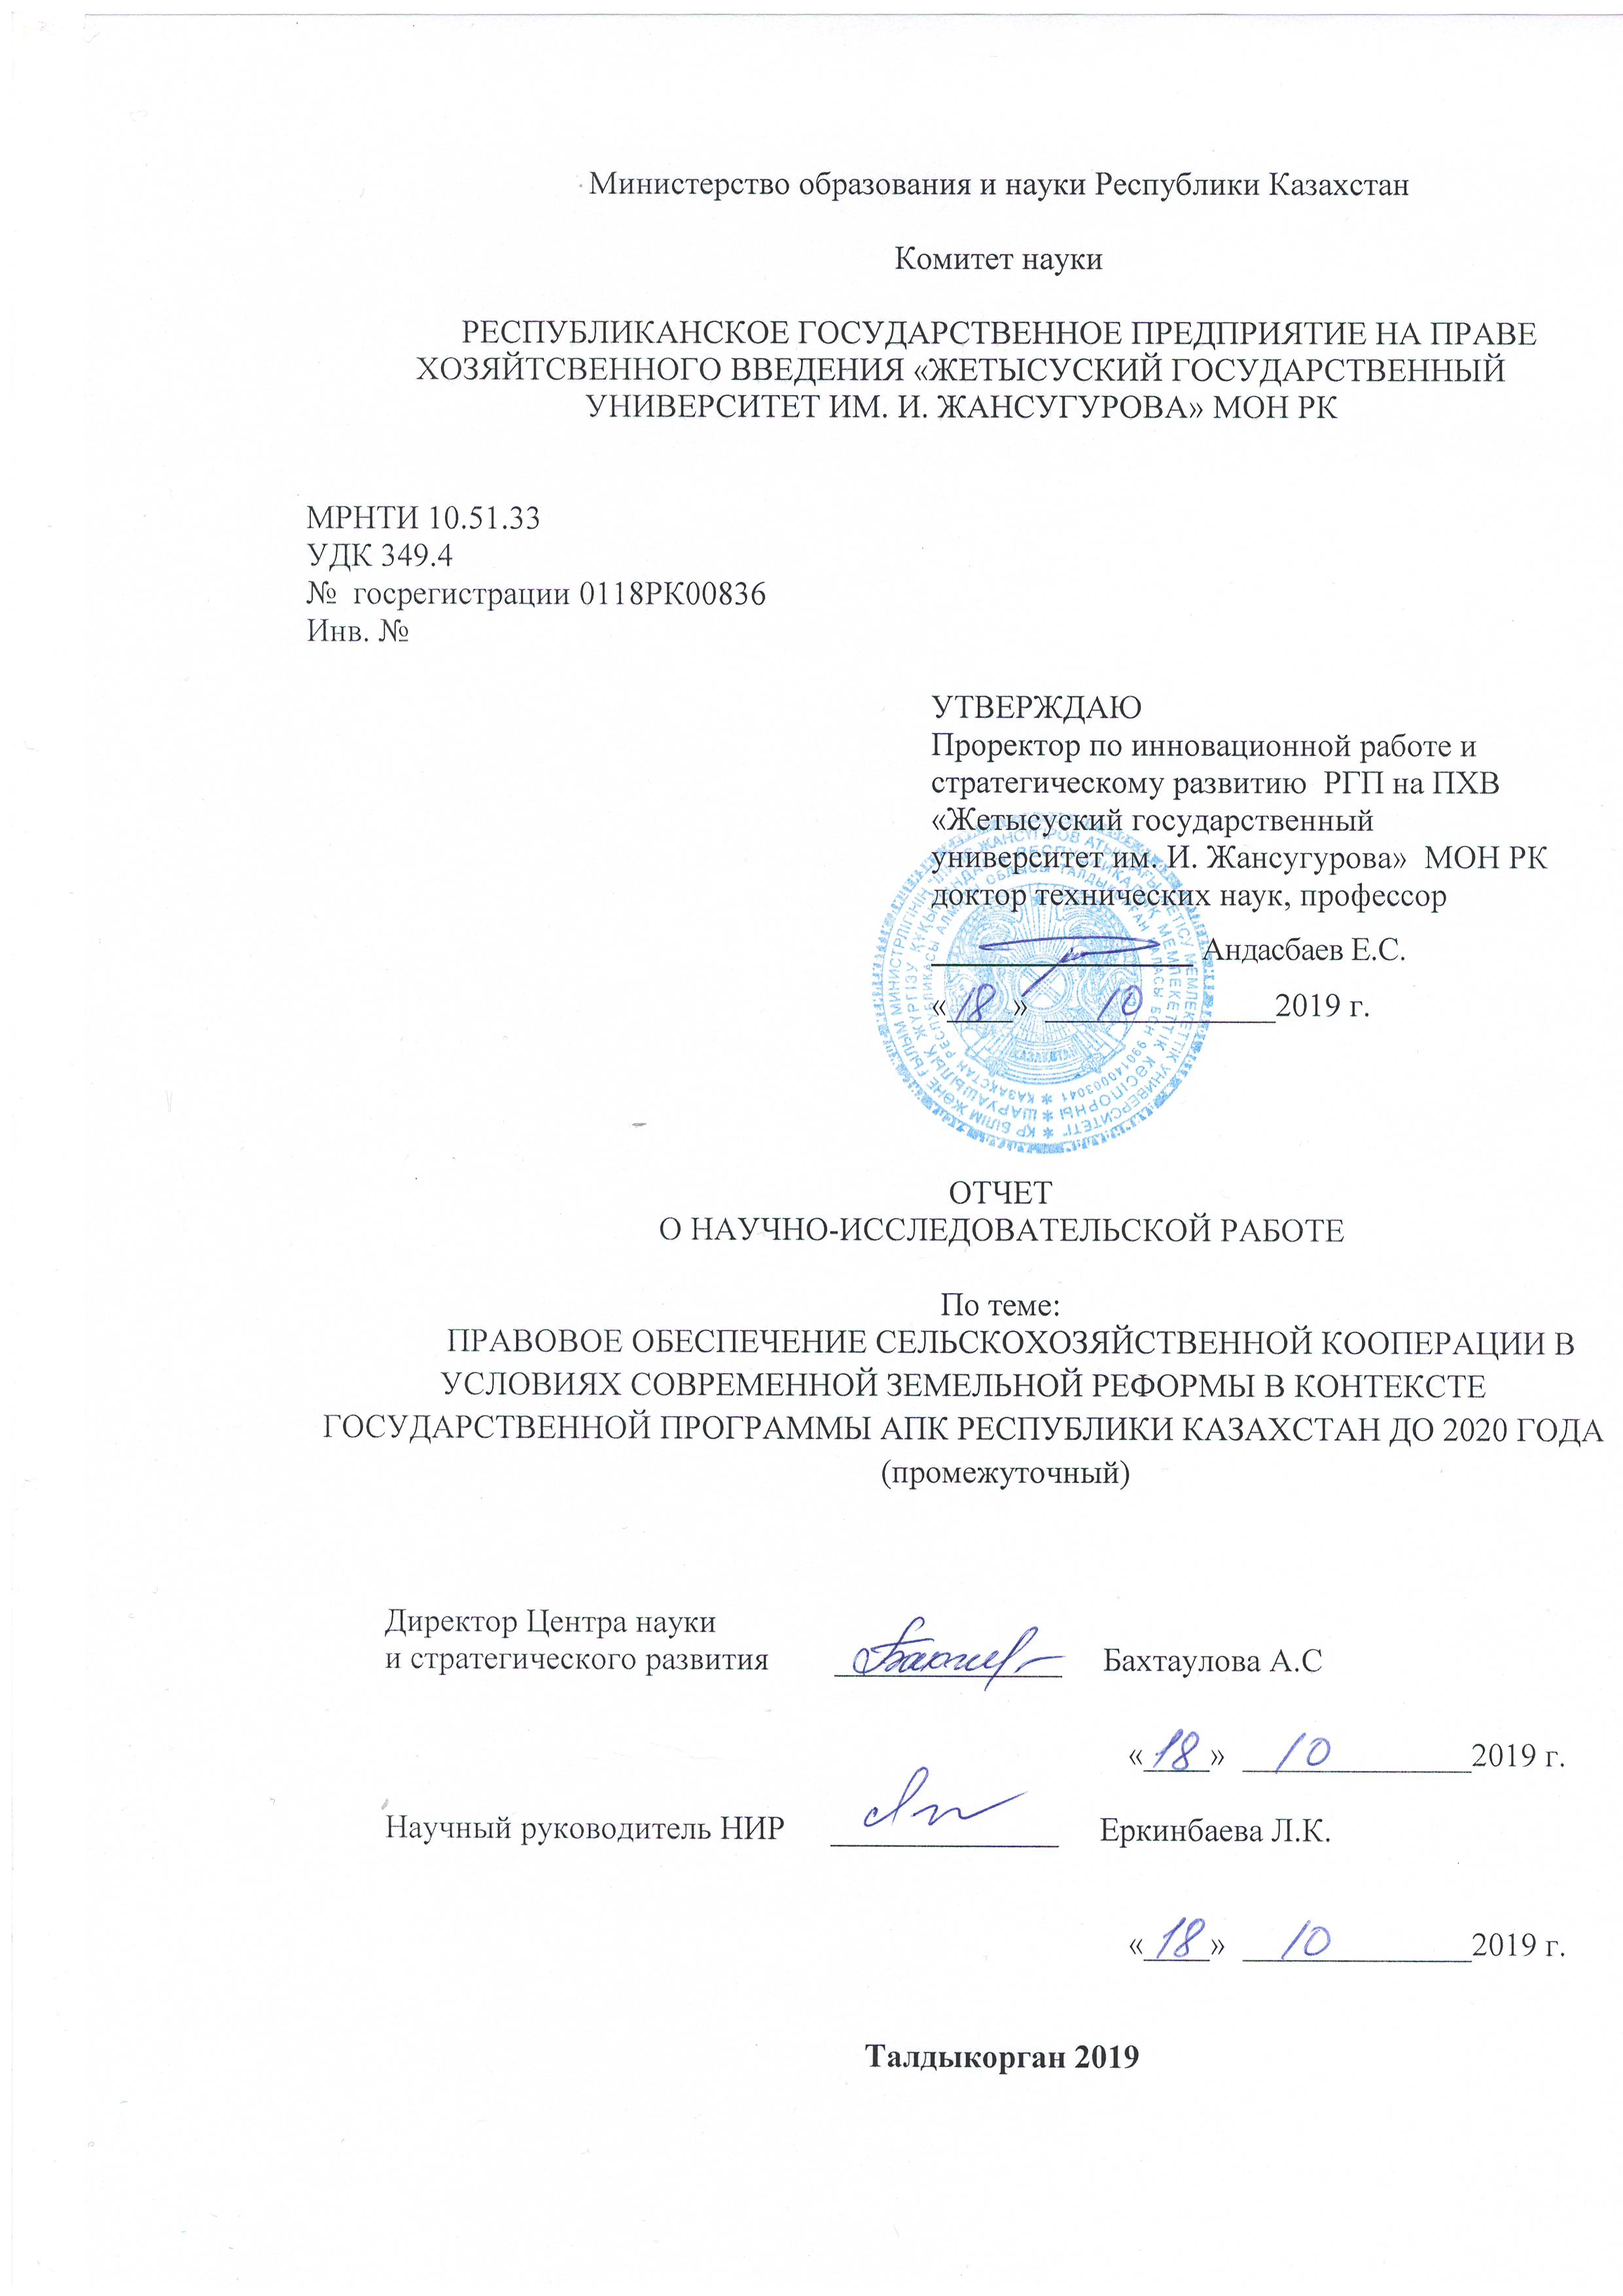 Министерство образования и науки Республики Казахстан
Комитет науки
РЕСПУБЛИКАНСКОЕ ГОСУДАРСТВЕННОЕ ПРЕДПРИЯТИЕ НА ПРАВЕ
ХОЗЯЙТСВЕННОГО ВВЕДЕНИЯ «ЖЕТЫСУСКИЙ ГОСУДАРСТВЕННЫЙ
УНИВЕРСИТЕТ ИМ. И. ЖАНСУГУРОВА» МОН РК
МРНТИ 10.51.33
УДК 349.4
№ госрегистрации 0118РК00836
Инв. №
УТВЕРЖДАЮ
Проректор по инновационной работе и
стратегическому развитию РГП на ПХВ
«Жетысуский государственный
университет им. И. Жансугурова» МОН РК
доктор технических наук, профессор
Андасбаев Е.С.
«18» 10 2019 г.
ҚАЗАҚСТАН
ОТЧЕТ
О НАУЧНО-ИССЛЕДОВАТЕЛЬСКОЙ РАБОТЕ
По теме:
ПРАВОВОЕ ОБЕСПЕЧЕНИЕ СЕЛЬСКОХОЗЯЙСТВЕННОЙ КООПЕРАЦИИ В
УСЛОВИЯХ СОВРЕМЕННОЙ ЗЕМЕЛЬНОЙ РЕФОРМЫ В КОНТЕКСТЕ
ГОСУДАРСТВЕННОЙ ПРОГРАММЫ АПК РЕСПУБЛИКИ КАЗАХСТАН ДО 2020 ГОДА
(промежуточный)
Директор Центра науки
и стратегического развития Бахтаулова А.С
«18» 10 2019 г.
Научный руководитель НИР Еркинбаева Л.К.
«18» 10 2019 г.
Талдыкорган 2019